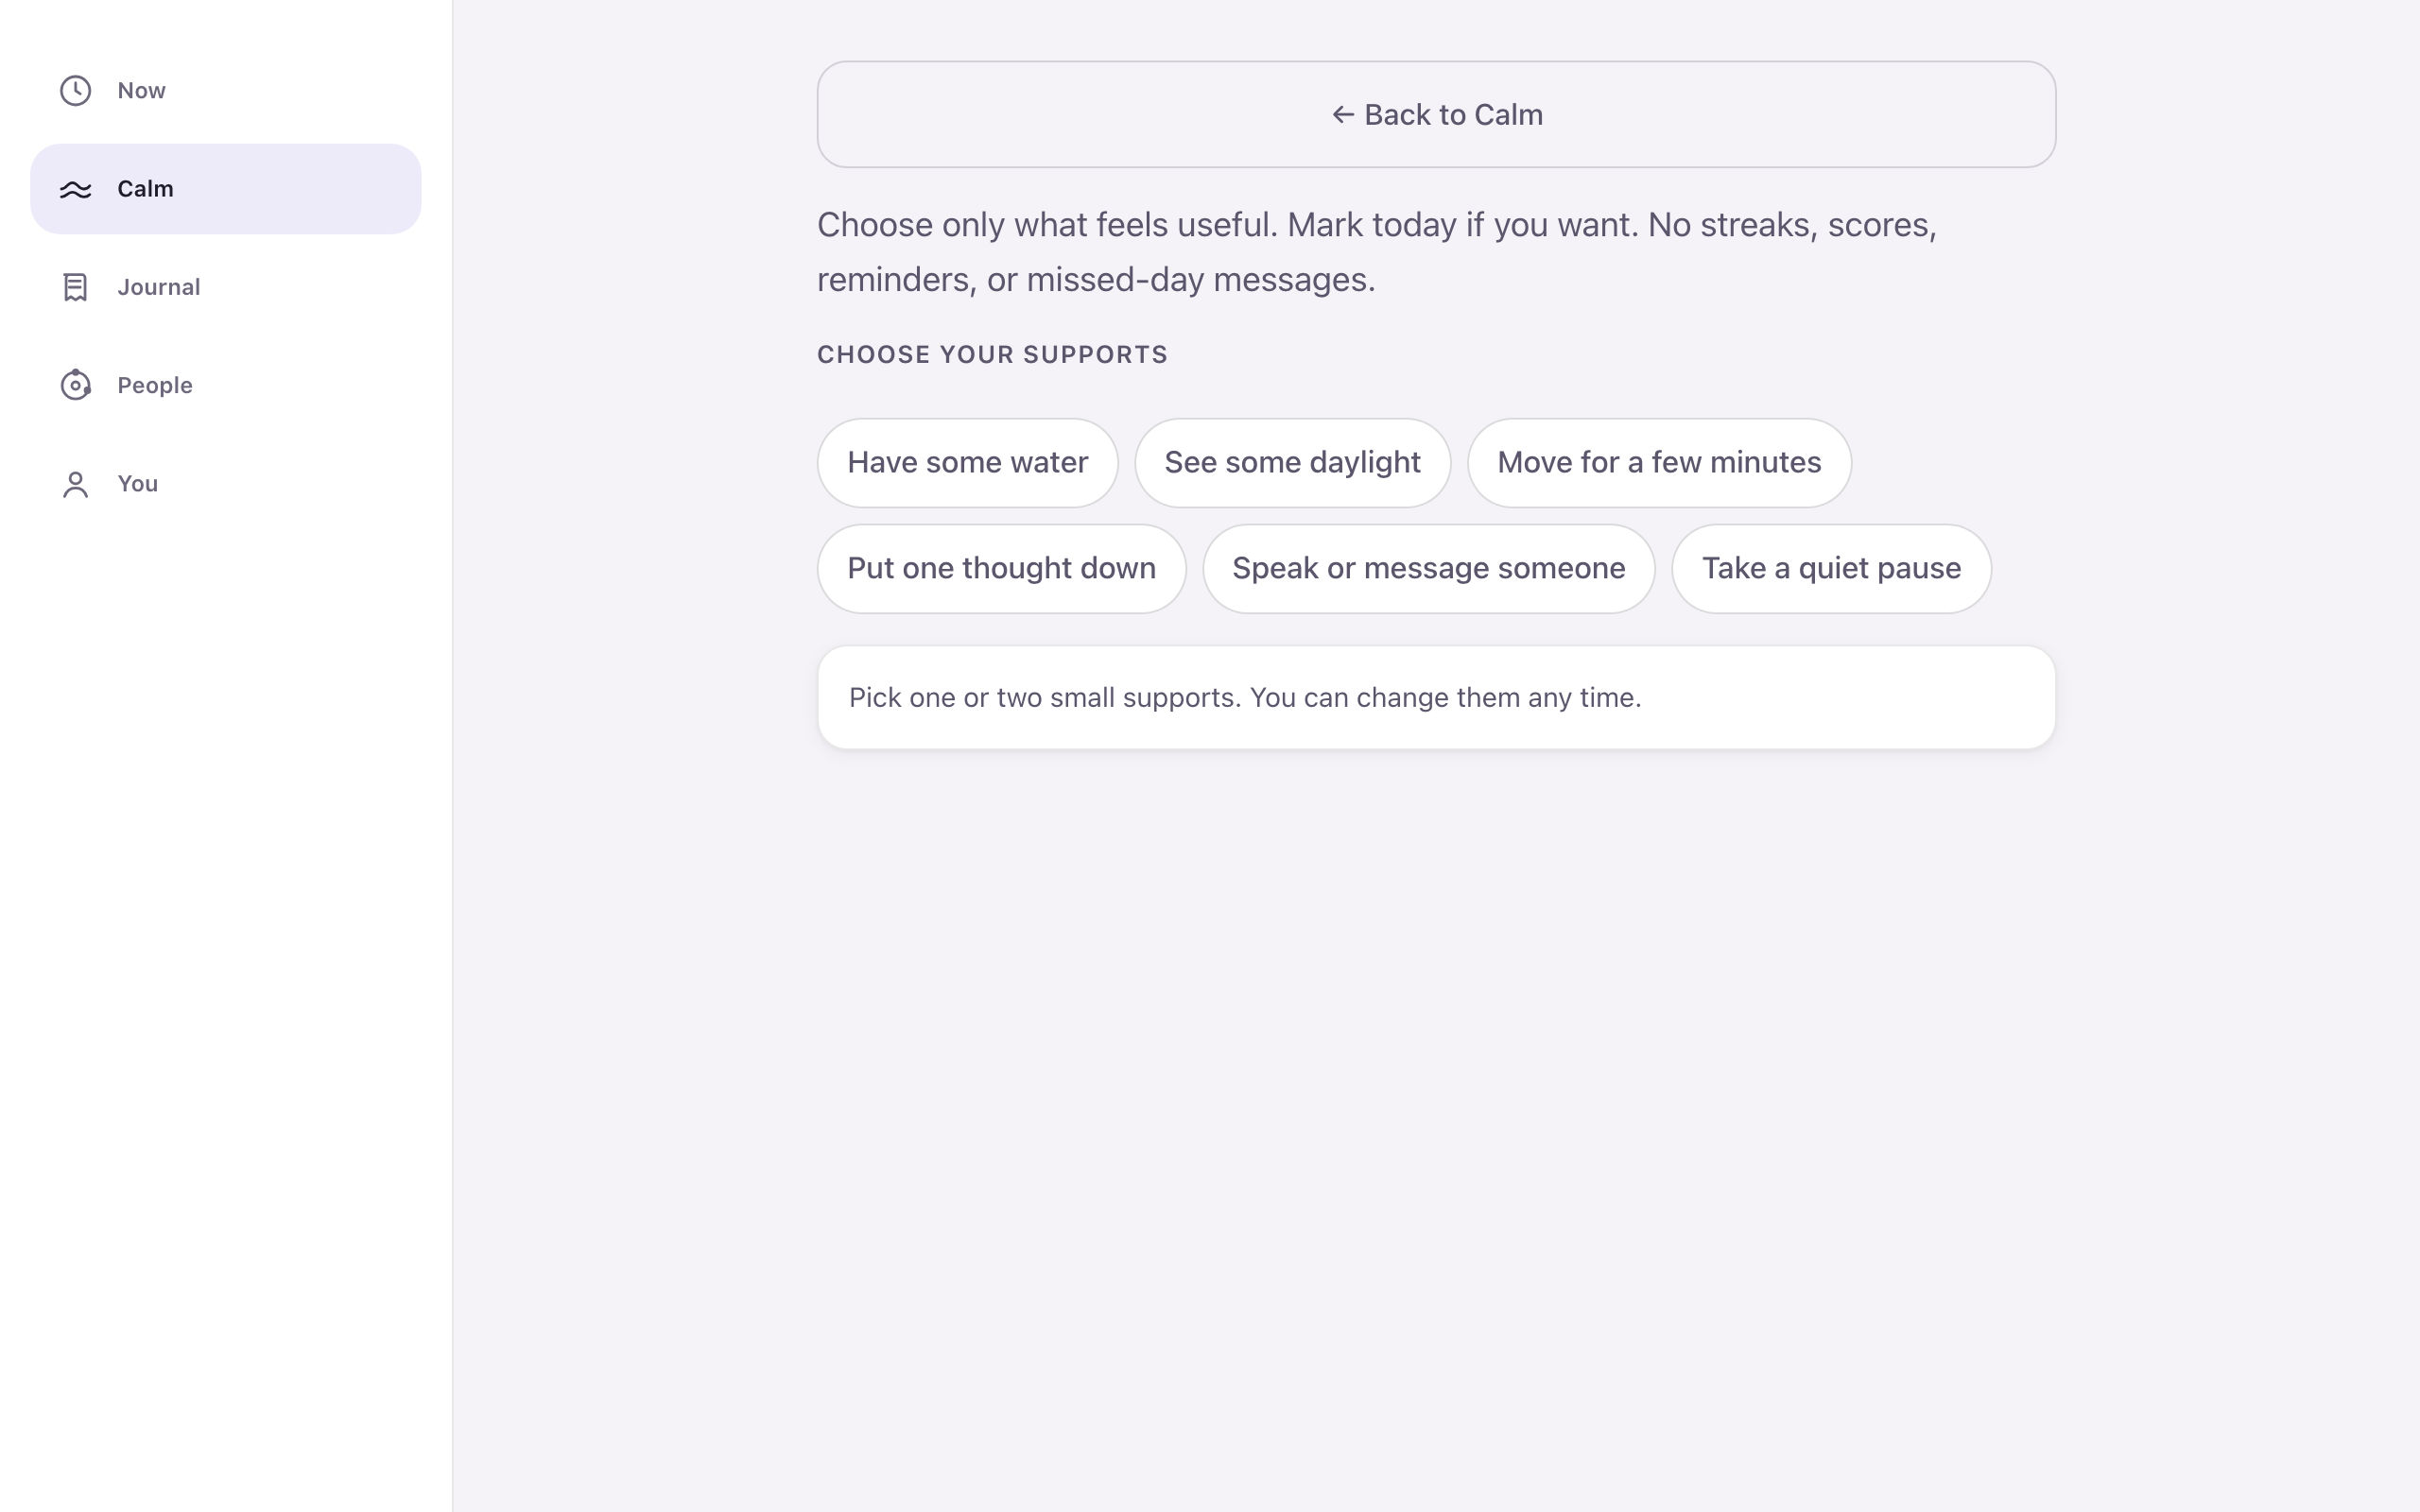 Now
Calm
Journal
People
You
← Back to Calm
Choose only what feels useful. Mark today if you want. No streaks, scores,
reminders, or missed-day messages.
CHOOSE YOUR SUPPORTS
Have some water
See some daylight
Move for a few minutes
Put one thought down
Speak or message someone
Take a quiet pause
Pick one or two small supports. You can change them any time.